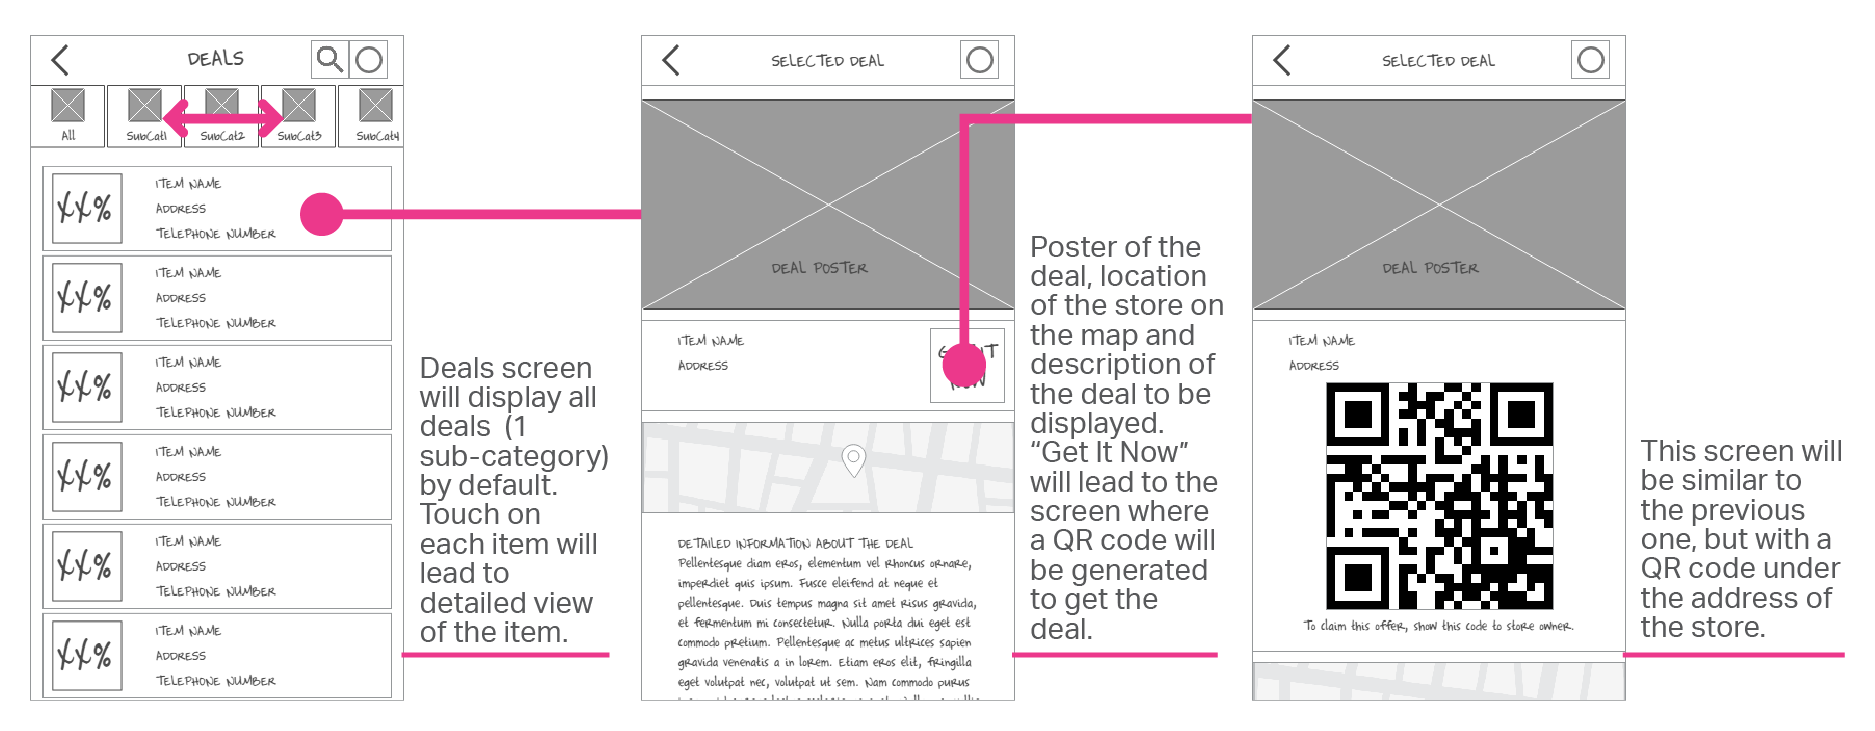 DEALS
All
SubCat1
SubCat2
SubCat3
SubCat4
XX%
ITEM NAME
ADDRESS
TELEPHONE NUMBER
XX%
ITEM NAME
ADDRESS
TELEPHONE NUMBER
XX%
ITEM NAME
ADDRESS
TELEPHONE NUMBER
XX%
ITEM NAME
ADDRESS
TELEPHONE NUMBER
XX%
ITEM NAME
ADDRESS
TELEPHONE NUMBER
XX%
ITEM NAME
ADDRESS
TELEPHONE NUMBER
Deals screen
will display all
deals (1
sub-category)
by default.
Touch on
each item will
lead to
detailed view
of the item.
SELECTED DEAL
DEAL POSTER
ITEM NAME
ADDRESS
DETAILED INFORMATION ABOUT THE DEAL
Pellentesque diam eros, elementum vel rhoncus ornare,
imperdiet quis ipsum. Fusce eleifend at neque et
pellentesque. Duis tempus magna sit amet risus gravida,
et fermentum mi consectetur. Nulla porta dui eget est
commodo pretium. Pellentesque ac metus ultrices sapien
gravida venenatis a in lorem. Etiam eros elit, fringilla
eget volutpat nec, volutpat ut sem. Nam commodo purus
Poster of the
deal, location
of the store on
the map and
description of
the deal to be
displayed.
“Get It Now”
will lead to the
screen where
a QR code will
be generated
to get the
deal.
SELECTED DEAL
DEAL POSTER
ITEM NAME
ADDRESS
To claim this offer, show this code to store owner.
This screen will
be similar to
the previous
one, but with a
QR code under
the address of
the store.